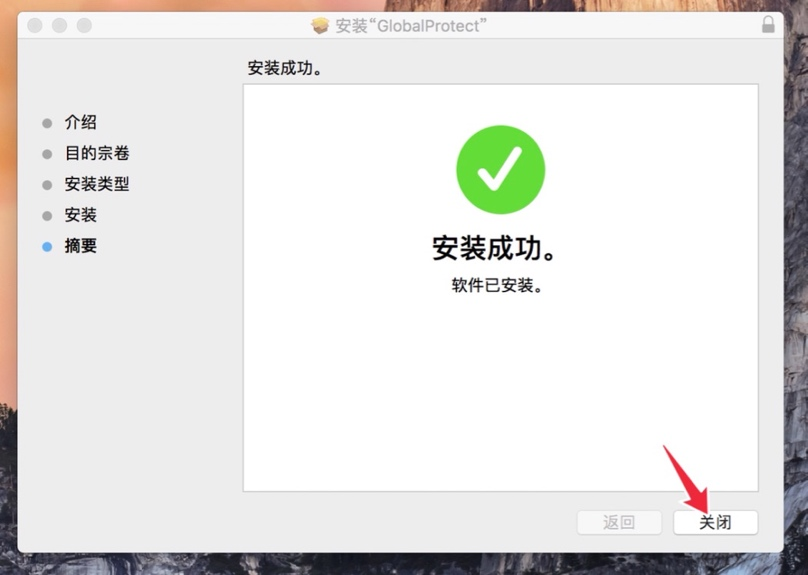 安装“GlobalProtect”
安装成功。
介绍
目的宗卷
安装类型
安装
摘要
安装成功。
软件已安装。
返回
关闭